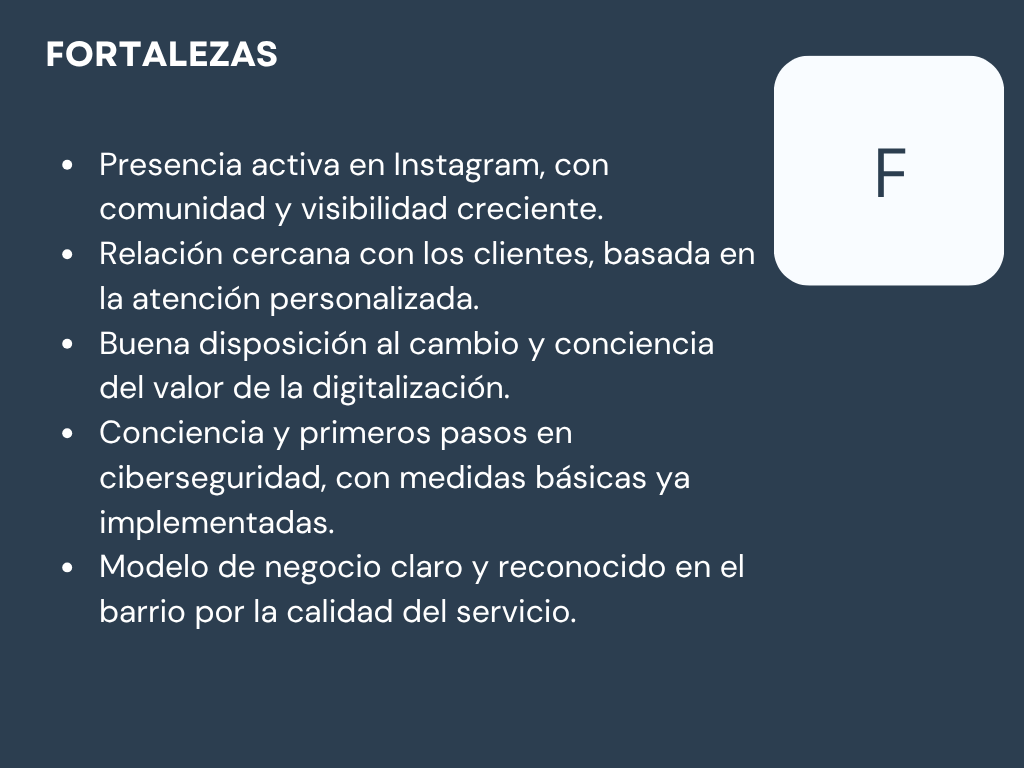 FORTALEZAS
F
• Presencia activa en Instagram, con
comunidad y visibilidad creciente.
• Relación cercana con los clientes, basada en
la atención personalizada.
• Buena disposición al cambio y conciencia
del valor de la digitalización.
• Conciencia y primeros pasos en
ciberseguridad, con medidas básicas ya
implementadas.
• Modelo de negocio claro y reconocido en el
barrio por la calidad del servicio.